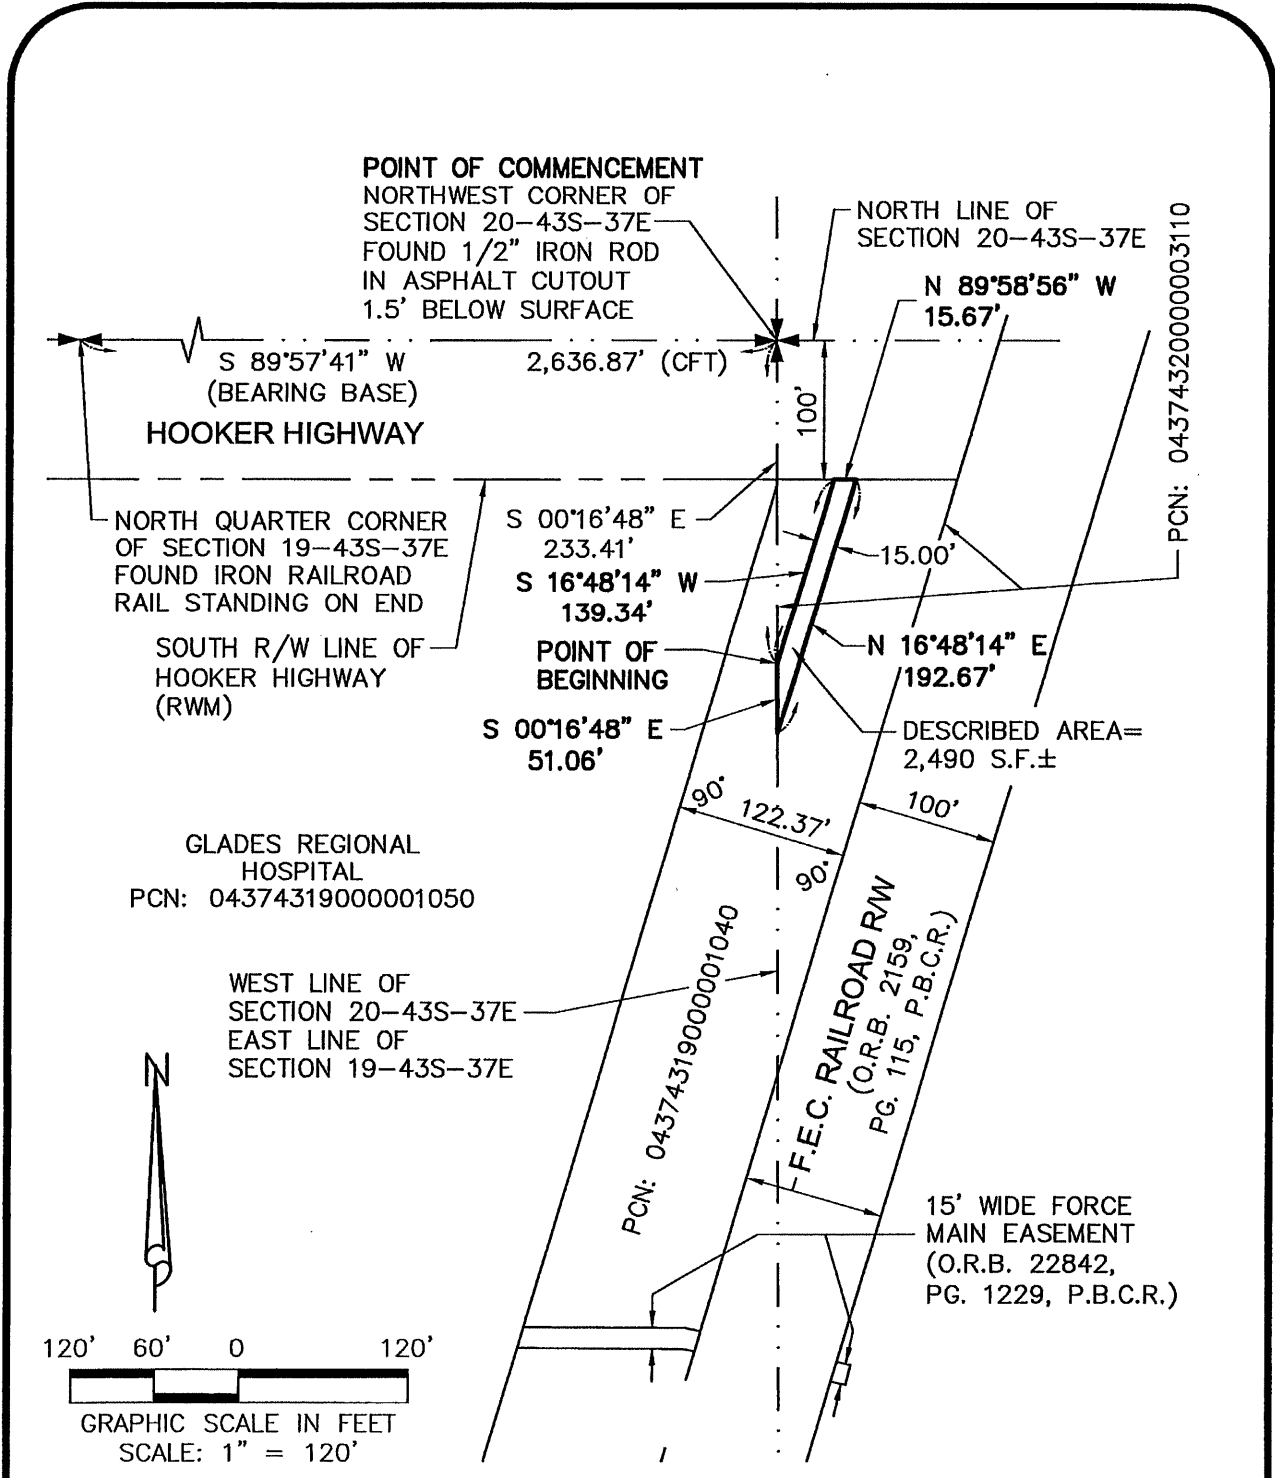 POINT OF COMMENCEMENT
NORTHWEST CORNER OF
SECTION 20-43S-37E
FOUND 1/2" IRON ROD
IN ASPHALT CUTOUT
1.5' BELOW SURFACE
NORTH LINE OF
SECTION 20-43S-37E
N 89°58'56" W
15.67'
PCN: 04374320000003110
S 89°57'41" W
(BEARING BASE)
2,636.87' (CFT)
100'
HOOKER HIGHWAY
NORTH QUARTER CORNER
OF SECTION 19-43S-37E
FOUND IRON RAILROAD
RAIL STANDING ON END
S 00°16'48" E
233.41'
15.00'
S 16°48'14" W
139.34'
SOUTH R/W LINE OF
HOOKER HIGHWAY
(RWM)
POINT OF
BEGINNING
N 16°48'14" E
192.67'
S 00°16'48" E
51.06'
DESCRIBED AREA=
2,490 S.F.±
90°
122.37'
90°
100'
GLADES REGIONAL
HOSPITAL
PCN: 04374319000001050
WEST LINE OF
SECTION 20-43S-37E
EAST LINE OF
SECTION 19-43S-37E
PCN: 04374319000001040
F.E.C. RAILROAD R/W
(O.R.B. 2159,
PG. 115, P.B.C.R.)
N
15' WIDE FORCE
MAIN EASEMENT
(O.R.B. 22842,
PG. 1229, P.B.C.R.)
120' 60' 0 120'
GRAPHIC SCALE IN FEET
SCALE: 1" = 120'